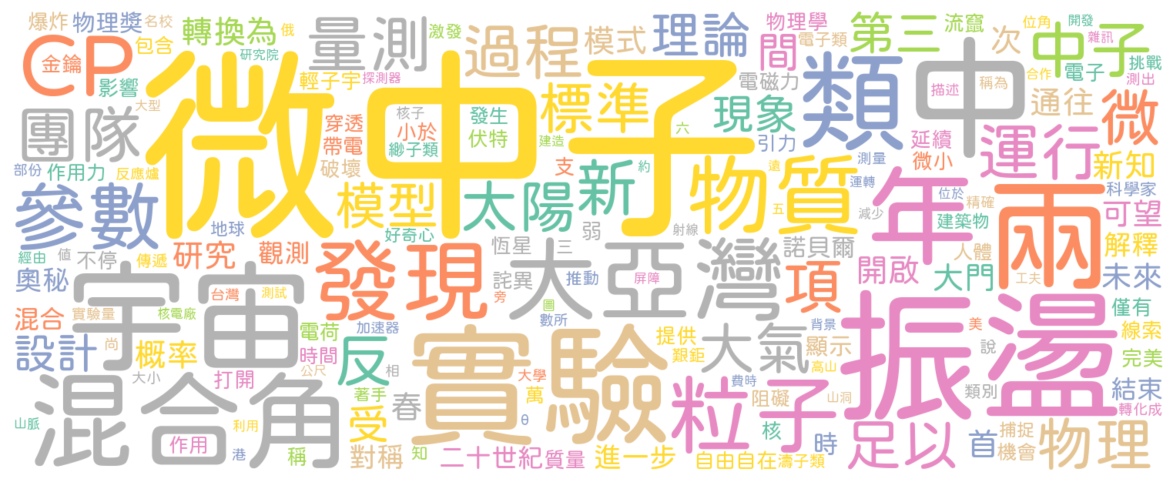 爆炸 物理獎 名校 轉換為 俄 量測 激發 過程 模式 理論 物理學 間 電子類 第三 流竄 次 位角 中子 開發 雜訊
CP 金鑰 包含 影響 研究院 輕子宇 探測器 電磁力 電子 挑戰 測出
大型 團隊 微中子 核子 發生 標準 現象 類 中 描述 稱為 合作 通往 微
穿透 帶電 小於 伏特 緲子類 建造 六 引力 延續 運行
部份 作用力 反應爐 破壞 支 新 約 物質 遠 測量 微小 新知
參數 模型 太陽 五 運轉 年 位於 精確 兩 科學家
地球 好奇心 弱 射線 減少 建築物 可望
經由 值 傳遞 不停 研究 觀測 發現 恆星 三 大亞灣 諾貝爾 人體 解釋
奧秘 宇宙 台灣 測試 詫異 推動 屏障 項 開啟 大門 工夫 未來
混合 實驗量 核電廠 電荷 加速器 旁 圖 數所 背景 振盪 美 僅有
設計 尚 概率 時間 反 實驗 提供 艱鉅 大氣 顯示 高山 說 線索 完美
混合角 大小 打開 公尺 著手 相 大學 費時 粒子 阻礙 山洞 類別 結束 轉化成
山脈 利用 受 春 萬 θ 核 時 足以 首 捕捉 物理
作用 港 稱 對稱 知 二十世紀 質量 進一步 自由自在 濤子類 機會